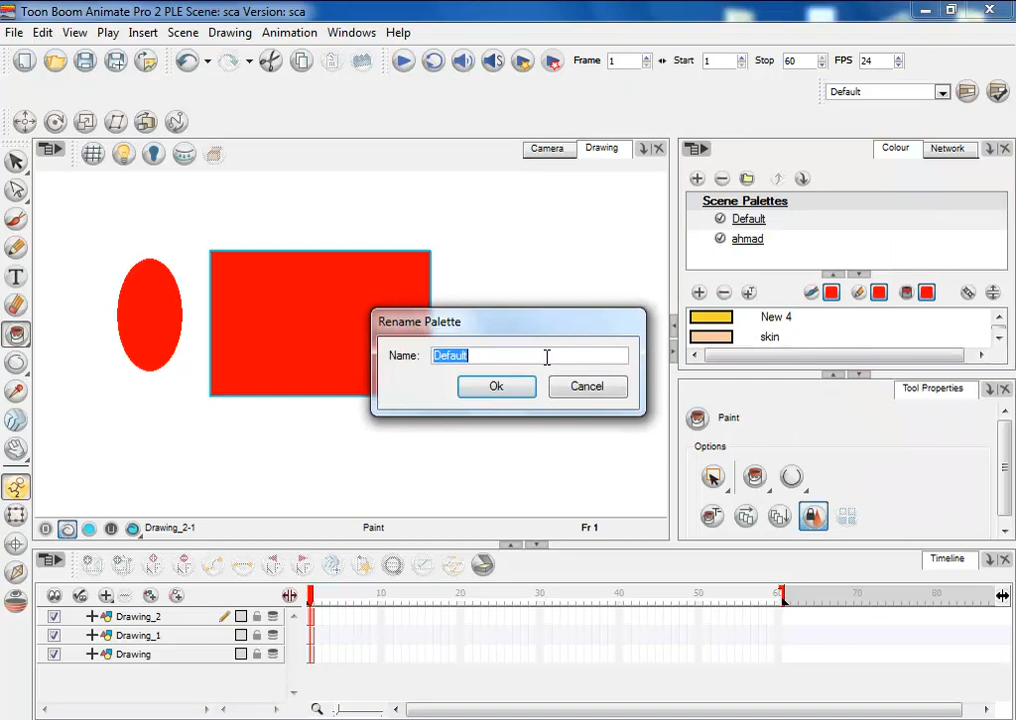 Toon Boom Animate Pro 2 PLE Scene: sca Version: sca
File Edit View Play Insert Scene Drawing Animation Windows Help
Frame 1 Start 1 Stop 60 FPS 24
Default
Camera Drawing
Colour Network
Scene Palettes
Default
ahmad
New 4
skin
Rename Palette
Name: Default
Ok Cancel
Tool Properties
Paint
Options
Drawing_2-1 Paint Fr 1
Timeline
10 20 30 40 50 60 70 80
Drawing_2
Drawing_1
Drawing